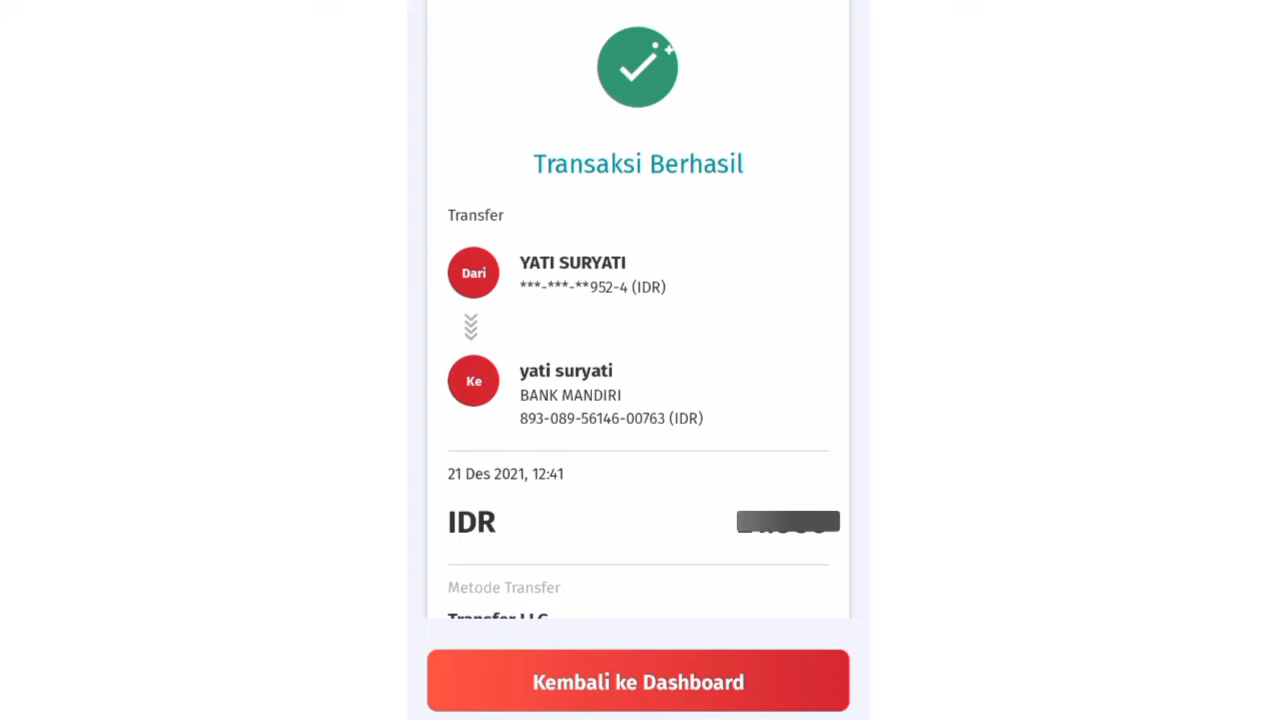 Transaksi Berhasil
Transfer
Dari
YATI SURYATI
***-***-**952-4 (IDR)
Ke
yati suryati
BANK MANDIRI
893-089-56146-00763 (IDR)
21 Des 2021, 12:41
IDR
Metode Transfer
Transfer
Kembali ke Dashboard